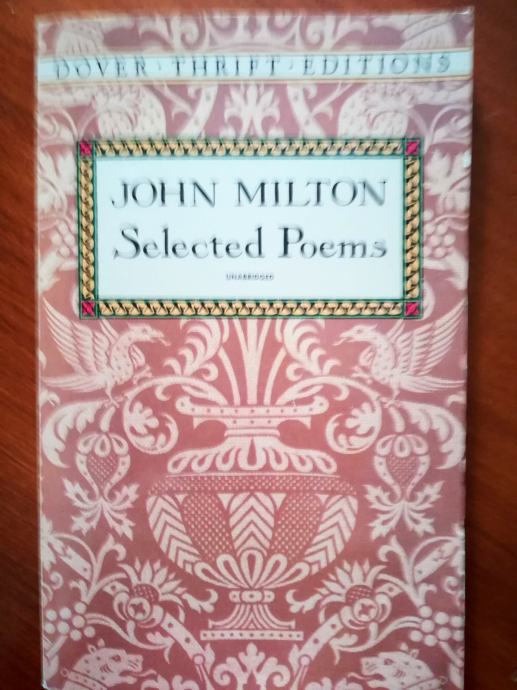 DOVER · THRIFT · EDITIONS
JOHN MILTON
Selected Poems
UNABRIDGED